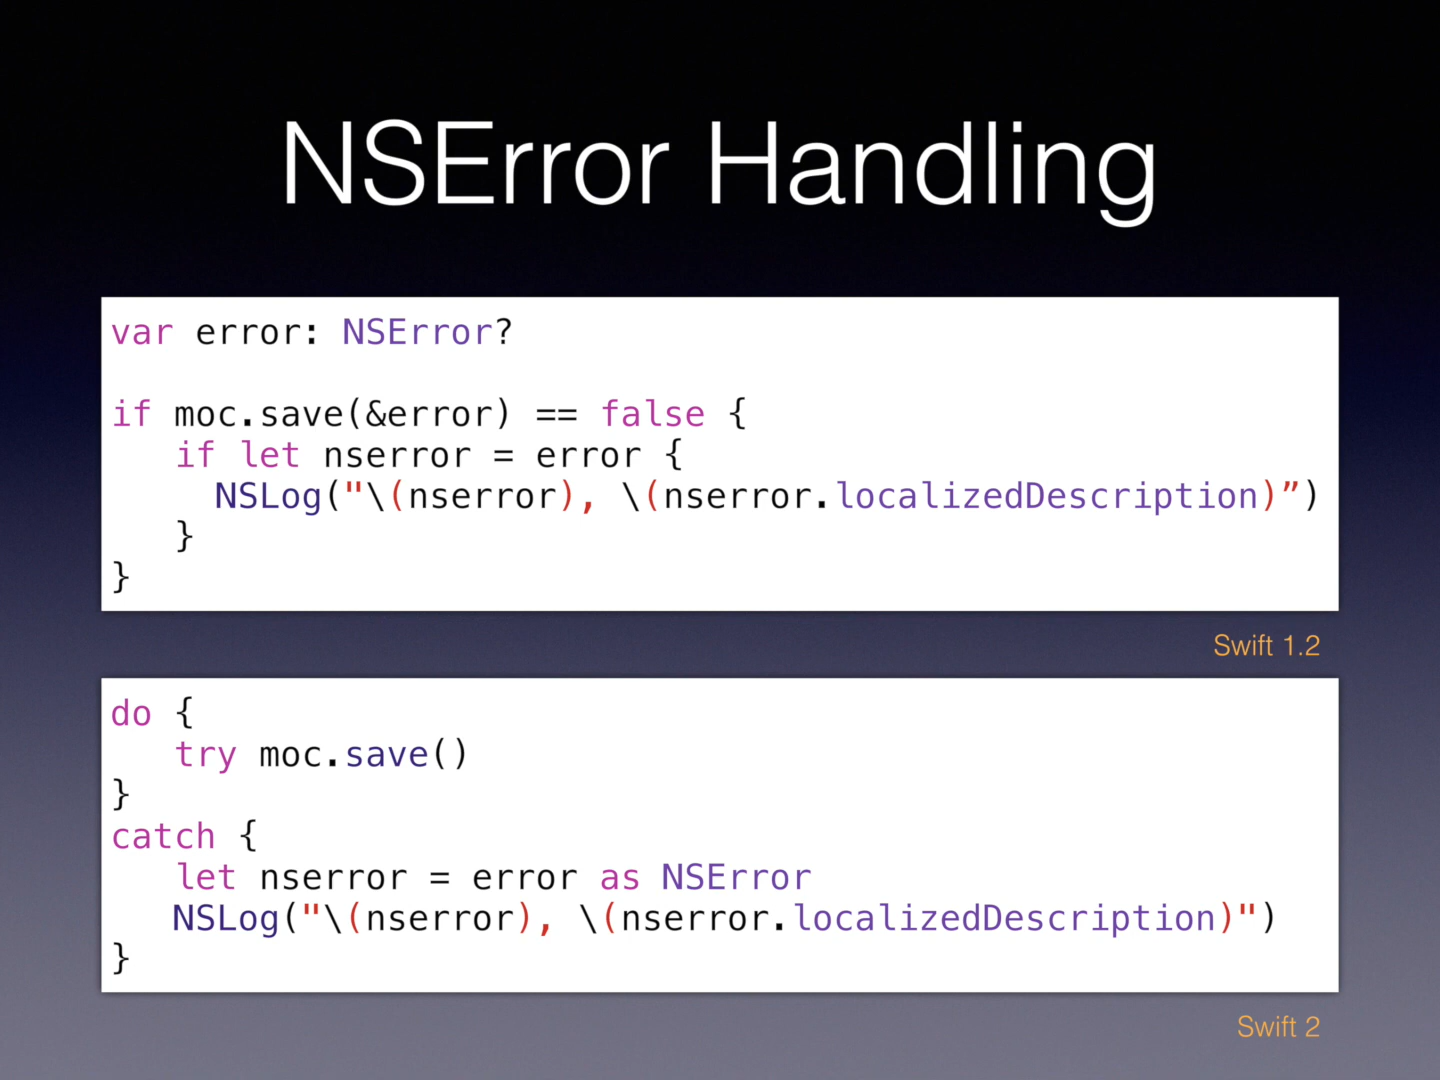 NSError Handling
var error: NSError?
if moc.save(&error) == false {
   if let nserror = error {
     NSLog("\(nserror), \(nserror.localizedDescription)”)
   }
}
Swift 1.2
do {
   try moc.save()
}
catch {
   let nserror = error as NSError
   NSLog("\(nserror), \(nserror.localizedDescription)")
}
Swift 2